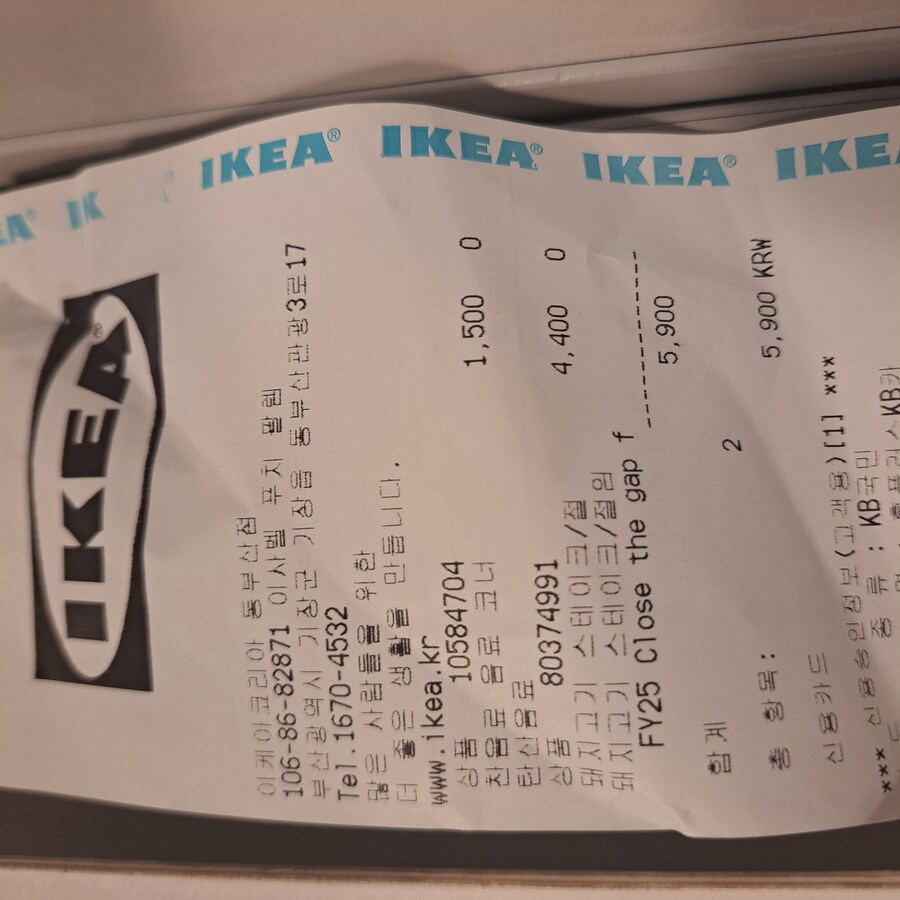 IKEA® IKEA® IKEA® IKEA
IKEA®
이케아코리아 동부산점
106-86-82871 이사벨 푸치 팔렘
부산광역시 기장군 기장읍 동부산관광3로17
Tel.1670-4532
많은 사람들을 위한
더 좋은 생활을 만듭니다.
www.ikea.kr
상품 10584704 1,500 0
찬음료 음료 코너
탄산음료
상품 80374991 4,400 0
돼지고기 스테이크/절
돼지고기 스테이크/절임
FY25 Close the gap f
----------
합계 5,900
총 항목: 2
신용카드 5,900 KRW
*** 신용승인정보(고객용)[1] ***
종 류 : KB국민